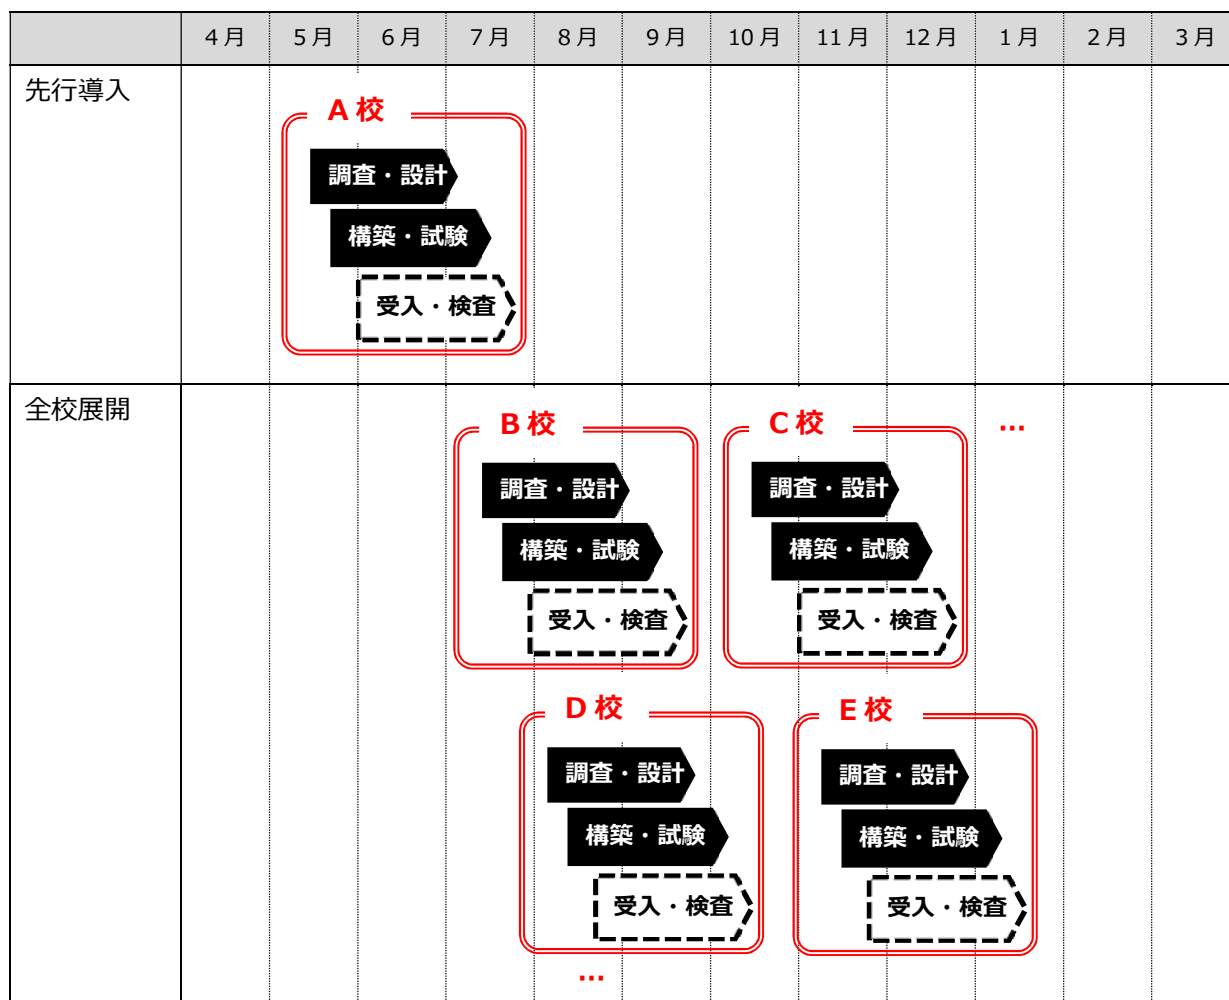 4月 5月 6月 7月 8月 9月 10月 11月 12月 1月 2月 3月
先行導入
A校
調査・設計
構築・試験
受入・検査
全校展開
B校
調査・設計
構築・試験
受入・検査
C校
調査・設計
構築・試験
受入・検査
…
D校
調査・設計
構築・試験
受入・検査
E校
調査・設計
構築・試験
受入・検査
…